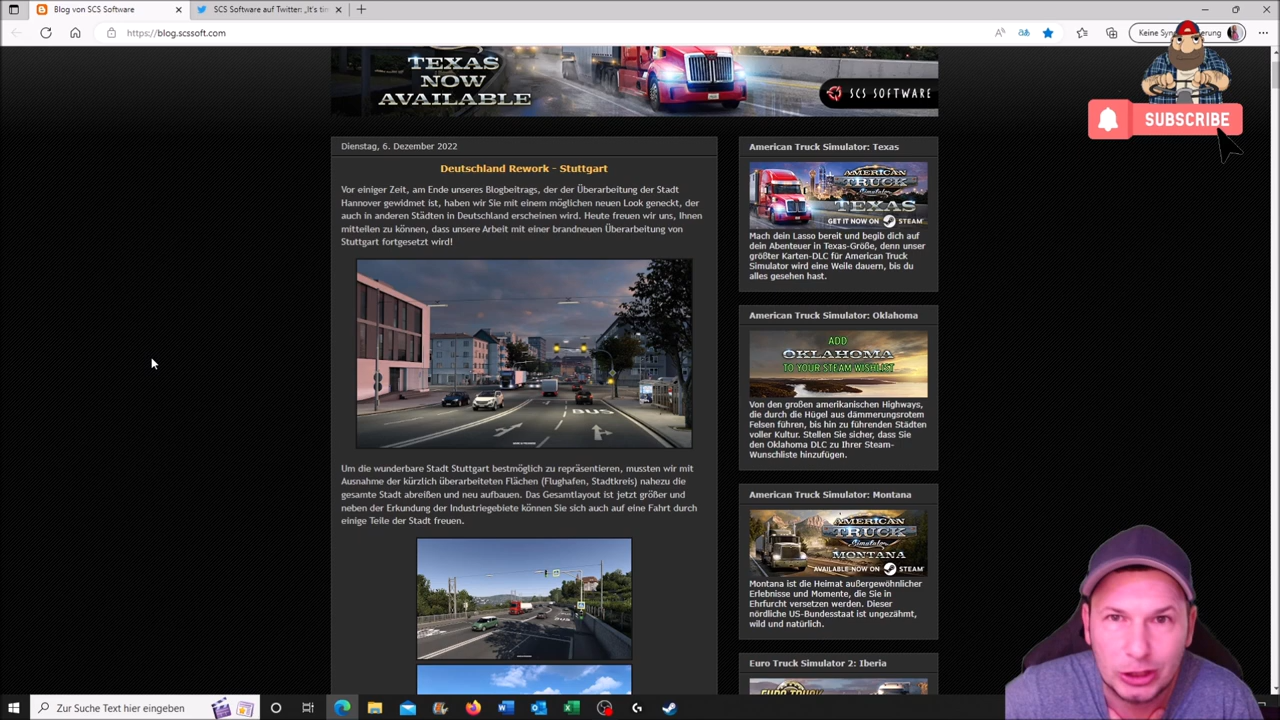 Blog von SCS Software
SCS Software auf Twitter: „It's tim
https://blog.scssoft.com
Keine Syn
SUBSCRIBE
TEXAS
NOW
AVAILABLE
SCS SOFTWARE
Dienstag, 6. Dezember 2022
Deutschland Rework - Stuttgart
Vor einiger Zeit, am Ende unseres Blogbeitrags, der der Überarbeitung der Stadt
Hannover gewidmet ist, haben wir Sie mit einem möglichen neuen Look geneckt, der
auch in anderen Städten in Deutschland erscheinen wird. Heute freuen wir uns, Ihnen
mitteilen zu können, dass unsere Arbeit mit einer brandneuen Überarbeitung von
Stuttgart fortgesetzt wird!
BUS
Um die wunderbare Stadt Stuttgart bestmöglich zu repräsentieren, mussten wir mit
Ausnahme der kürzlich überarbeiteten Flächen (Flughafen, Stadtkreis) nahezu die
gesamte Stadt abreißen und neu aufbauen. Das Gesamtlayout ist jetzt größer und
neben der Erkundung der Industriegebiete können Sie sich auch auf eine Fahrt durch
einige Teile der Stadt freuen.
American Truck Simulator: Texas
AMERICAN
TRUCK
Simulator
TEXAS
GET IT NOW ON STEAM
Mach dein Lasso bereit und begib dich auf
dein Abenteuer in Texas-Größe, denn unser
größter Karten-DLC für American Truck
Simulator wird eine Weile dauern, bis du
alles gesehen hast.
American Truck Simulator: Oklahoma
ADD
OKLAHOMA
TO YOUR STEAM WISHLIST
Von den großen amerikanischen Highways,
die durch die Hügel aus dämmerungsrotem
Felsen führen, bis hin zu führenden Städten
voller Kultur. Stellen Sie sicher, dass Sie
den Oklahoma DLC zu Ihrer Steam-
Wunschliste hinzufügen.
American Truck Simulator: Montana
AMERICAN
TRUCK
Simulator
MONTANA
AVAILABLE NOW ON STEAM
Montana ist die Heimat außergewöhnlicher
Erlebnisse und Momente, die Sie in
Ehrfurcht versetzen werden. Dieser
nördliche US-Bundesstaat ist ungezähmt,
wild und natürlich.
Euro Truck Simulator 2: Iberia
Zur Suche Text hier eingeben